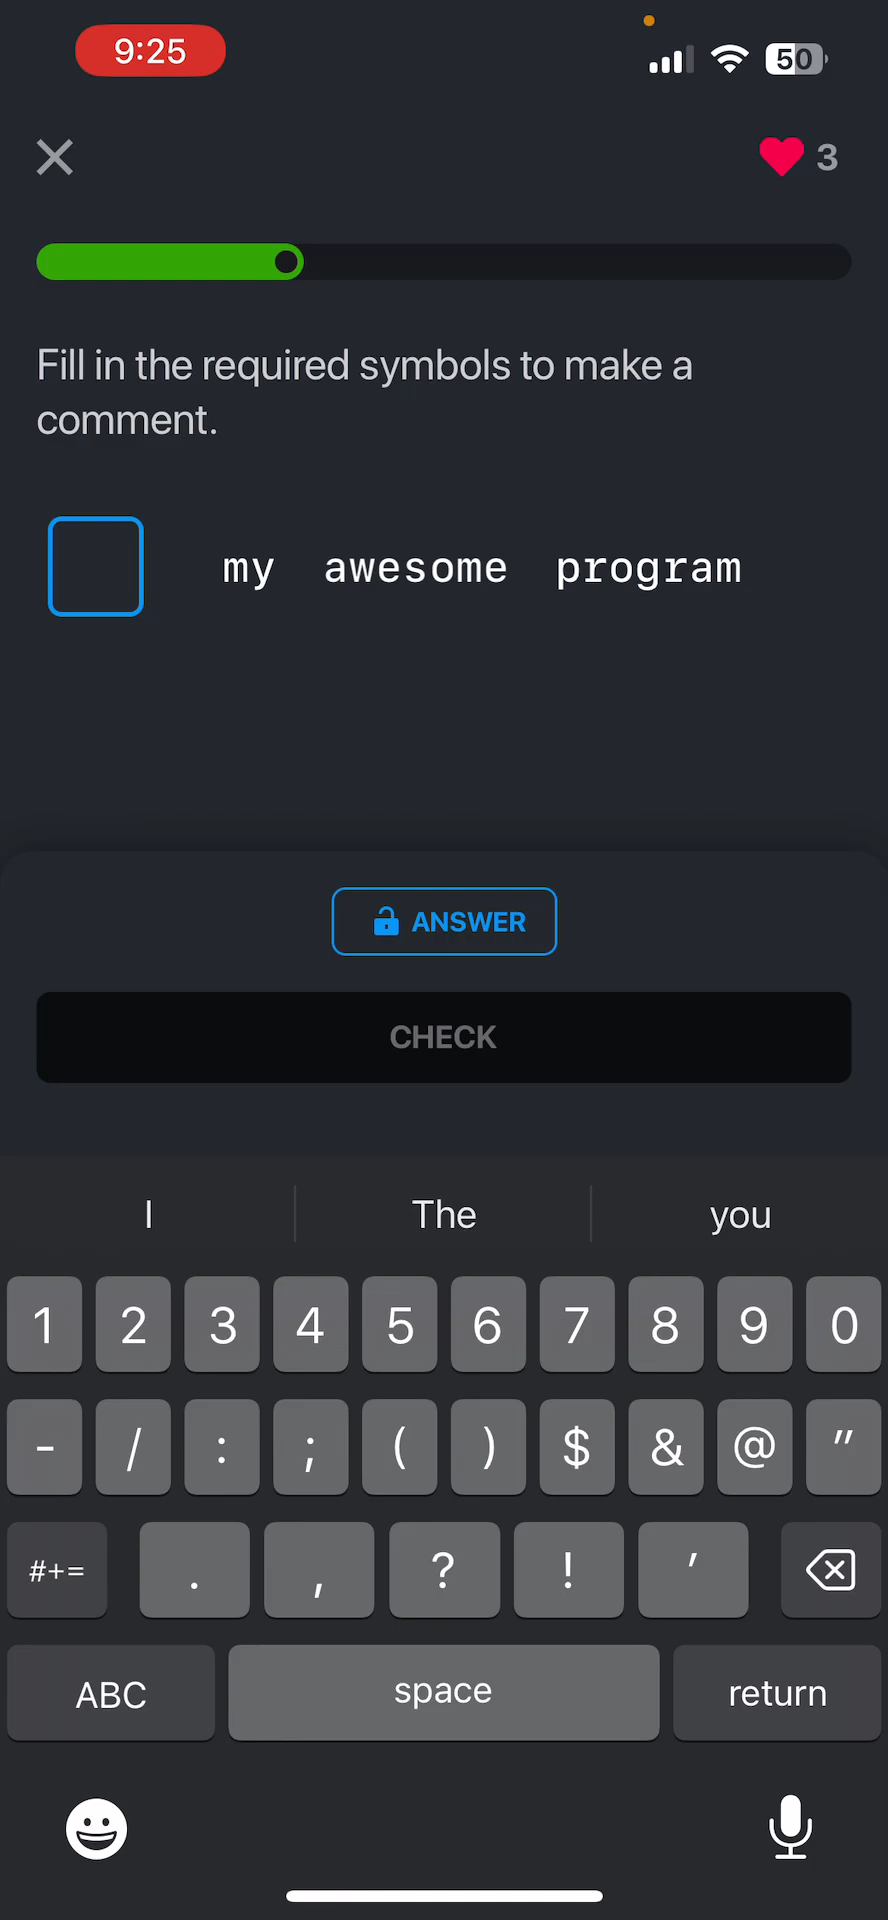 9:25
50
3
Fill in the required symbols to make a
comment.
my awesome program
ANSWER
CHECK
I The you
1 2 3 4 5 6 7 8 9 0
- / : ; ( ) $ & @ "
#+= . , ? ! '
ABC space return